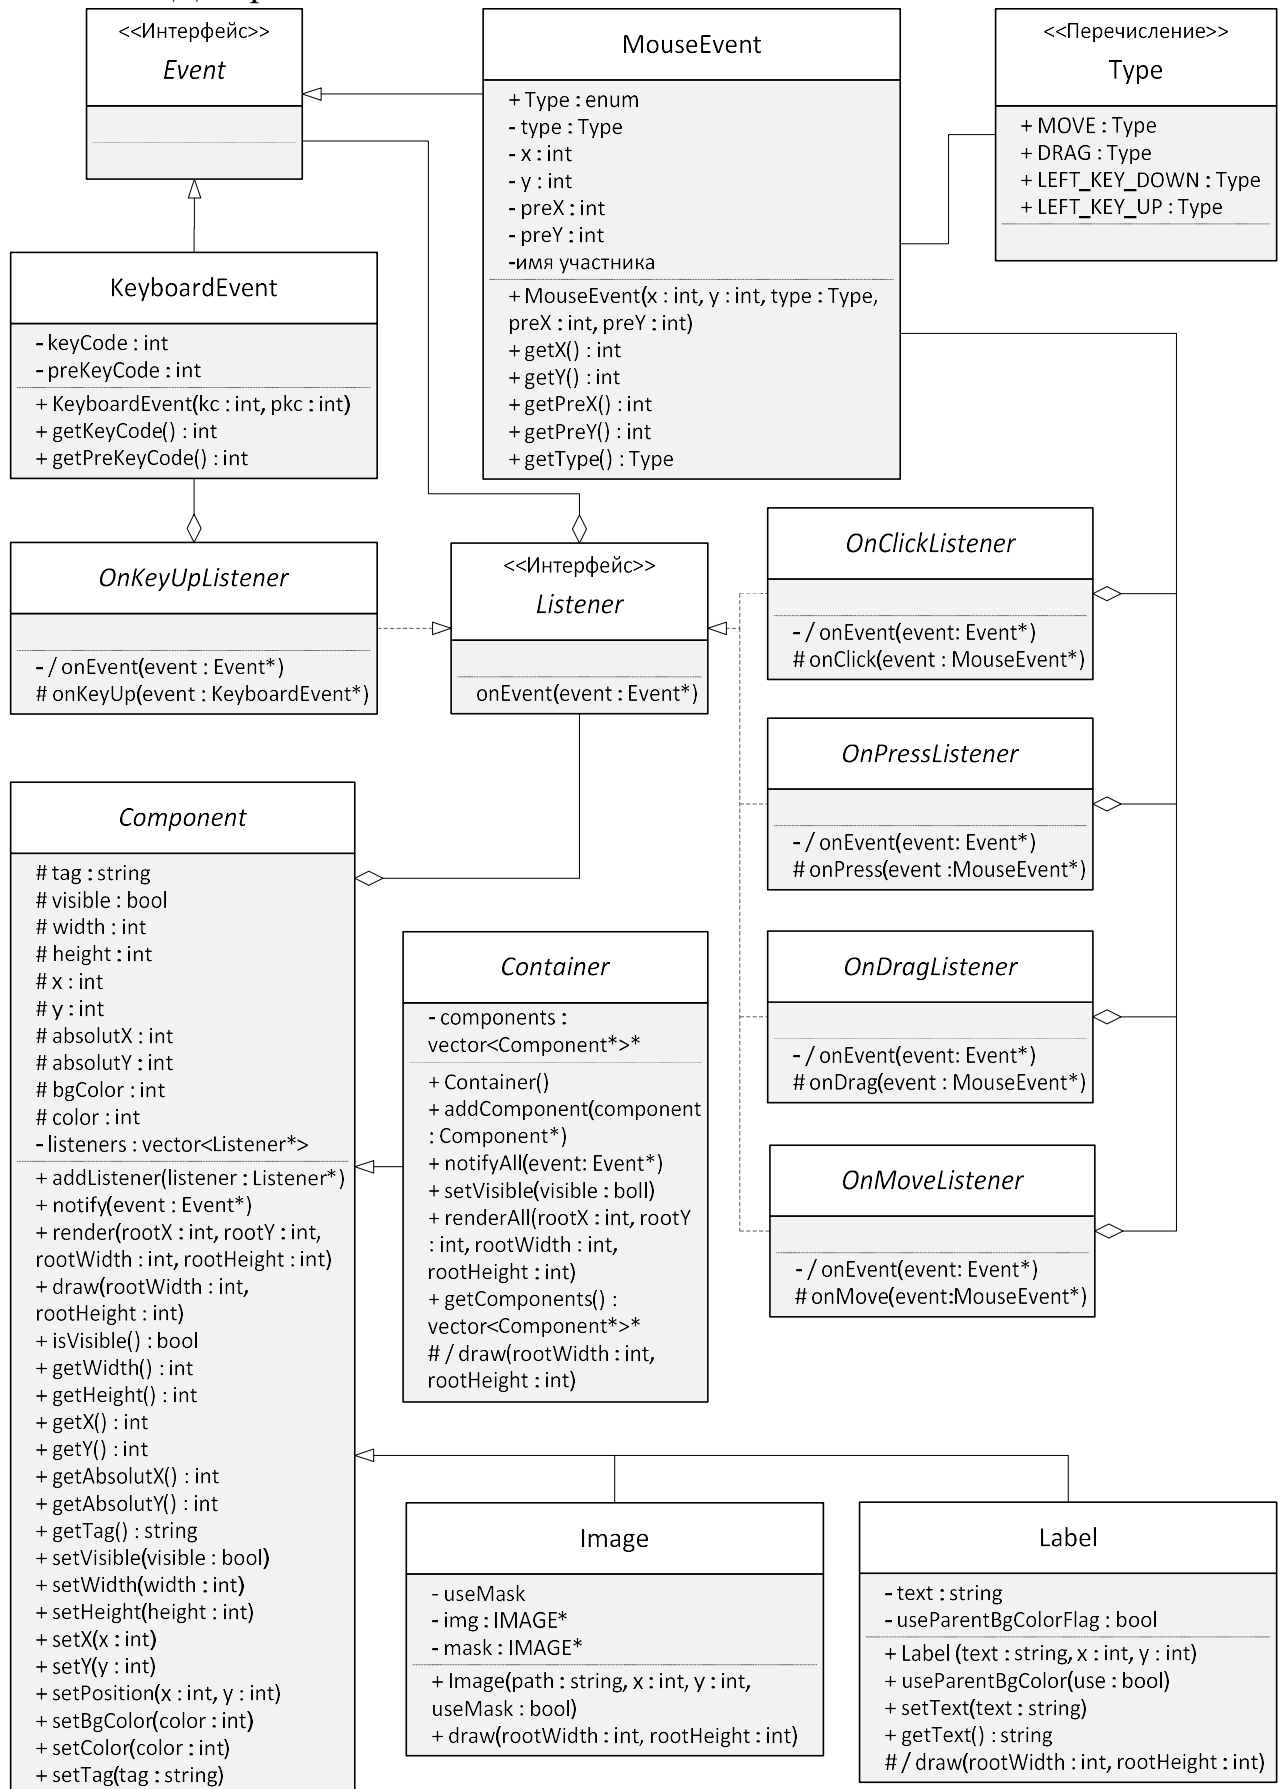 <<Интерфейс>>
Event
MouseEvent
+ Type : enum
- type : Type
- x : int
- y : int
- preX : int
- preY : int
-имя участника
+ MouseEvent(x : int, y : int, type : Type,
preX : int, preY : int)
+ getX() : int
+ getY() : int
+ getPreX() : int
+ getPreY() : int
+ getType() : Type
<<Перечисление>>
Type
+ MOVE : Type
+ DRAG : Type
+ LEFT_KEY_DOWN : Type
+ LEFT_KEY_UP : Type
KeyboardEvent
- keyCode : int
- preKeyCode : int
+ KeyboardEvent(kc : int, pkc : int)
+ getKeyCode() : int
+ getPreKeyCode() : int
OnKeyUpListener
- / onEvent(event : Event*)
# onKeyUp(event : KeyboardEvent*)
<<Интерфейс>>
Listener
onEvent(event : Event*)
OnClickListener
- / onEvent(event: Event*)
# onClick(event : MouseEvent*)
OnPressListener
- / onEvent(event: Event*)
# onPress(event :MouseEvent*)
OnDragListener
- / onEvent(event: Event*)
# onDrag(event : MouseEvent*)
OnMoveListener
- / onEvent(event: Event*)
# onMove(event:MouseEvent*)
Component
# tag : string
# visible : bool
# width : int
# height : int
# x : int
# y : int
# absolutX : int
# absolutY : int
# bgColor : int
# color : int
- listeners : vector<Listener*>
+ addListener(listener : Listener*)
+ notify(event : Event*)
+ render(rootX : int, rootY : int,
rootWidth : int, rootHeight : int)
+ draw(rootWidth : int,
rootHeight : int)
+ isVisible() : bool
+ getWidth() : int
+ getHeight() : int
+ getX() : int
+ getY() : int
+ getAbsolutX() : int
+ getAbsolutY() : int
+ getTag() : string
+ setVisible(visible : bool)
+ setWidth(width : int)
+ setHeight(height : int)
+ setX(x : int)
+ setY(y : int)
+ setPosition(x : int, y : int)
+ setBgColor(color : int)
+ setColor(color : int)
+ setTag(tag : string)
Container
- components :
vector<Component*>*
+ Container()
+ addComponent(component
: Component*)
+ notifyAll(event: Event*)
+ setVisible(visible : boll)
+ renderAll(rootX : int, rootY
: int, rootWidth : int,
rootHeight : int)
+ getComponents() :
vector<Component*>*
# / draw(rootWidth : int,
rootHeight : int)
Image
- useMask
- img : IMAGE*
- mask : IMAGE*
+ Image(path : string, x : int, y : int,
useMask : bool)
+ draw(rootWidth : int, rootHeight : int)
Label
- text : string
- useParentBgColorFlag : bool
+ Label (text : string, x : int, y : int)
+ useParentBgColor(use : bool)
+ setText(text : string)
+ getText() : string
# / draw(rootWidth : int, rootHeight : int)